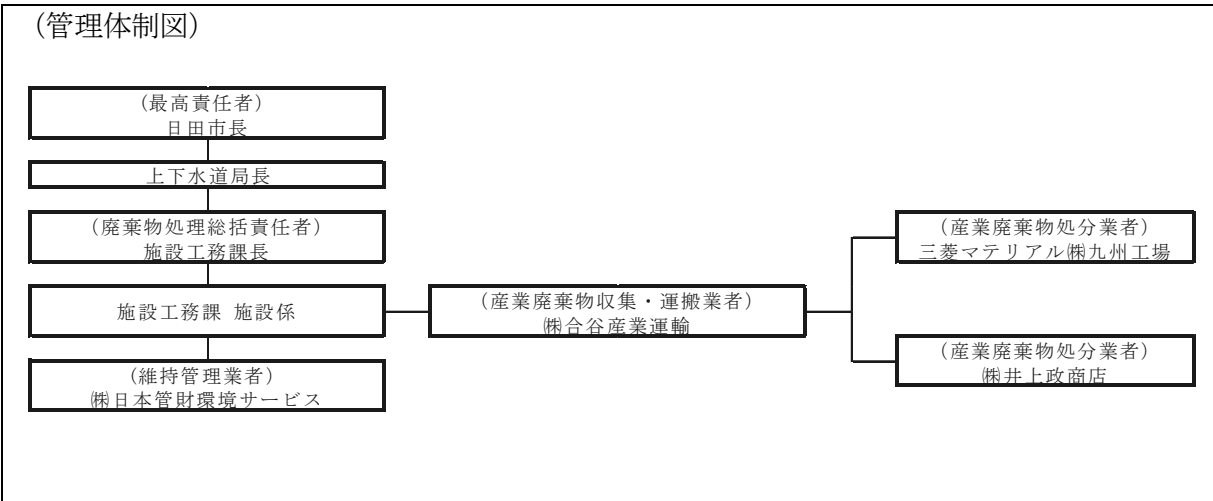 （管理体制図）
（最高責任者）
日田市長
上下水道局長
（廃棄物処理総括責任者）
施設工務課長
施設工務課 施設係
（維持管理業者）
㈱日本管財環境サービス
（産業廃棄物収集・運搬業者）
㈱合谷産業運輸
（産業廃棄物処分業者）
三菱マテリアル㈱九州工場
（産業廃棄物処分業者）
㈱井上政商店